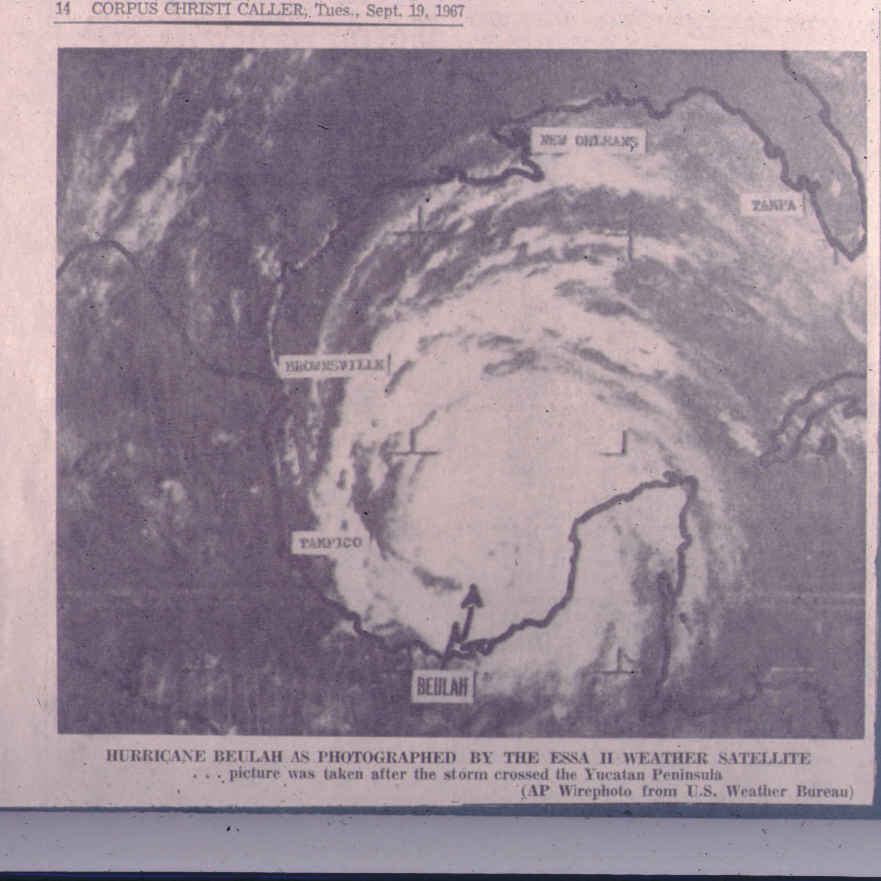 14 CORPUS CHRISTI CALLER, Tues., Sept. 19, 1967
NEW ORLEANS
TAMPA
BROWNSVILLE
TAMPICO
BEULAH
HURRICANE BEULAH AS PHOTOGRAPHED BY THE ESSA II WEATHER SATELLITE
. . . picture was taken after the storm crossed the Yucatan Peninsula
(AP Wirephoto from U.S. Weather Bureau)